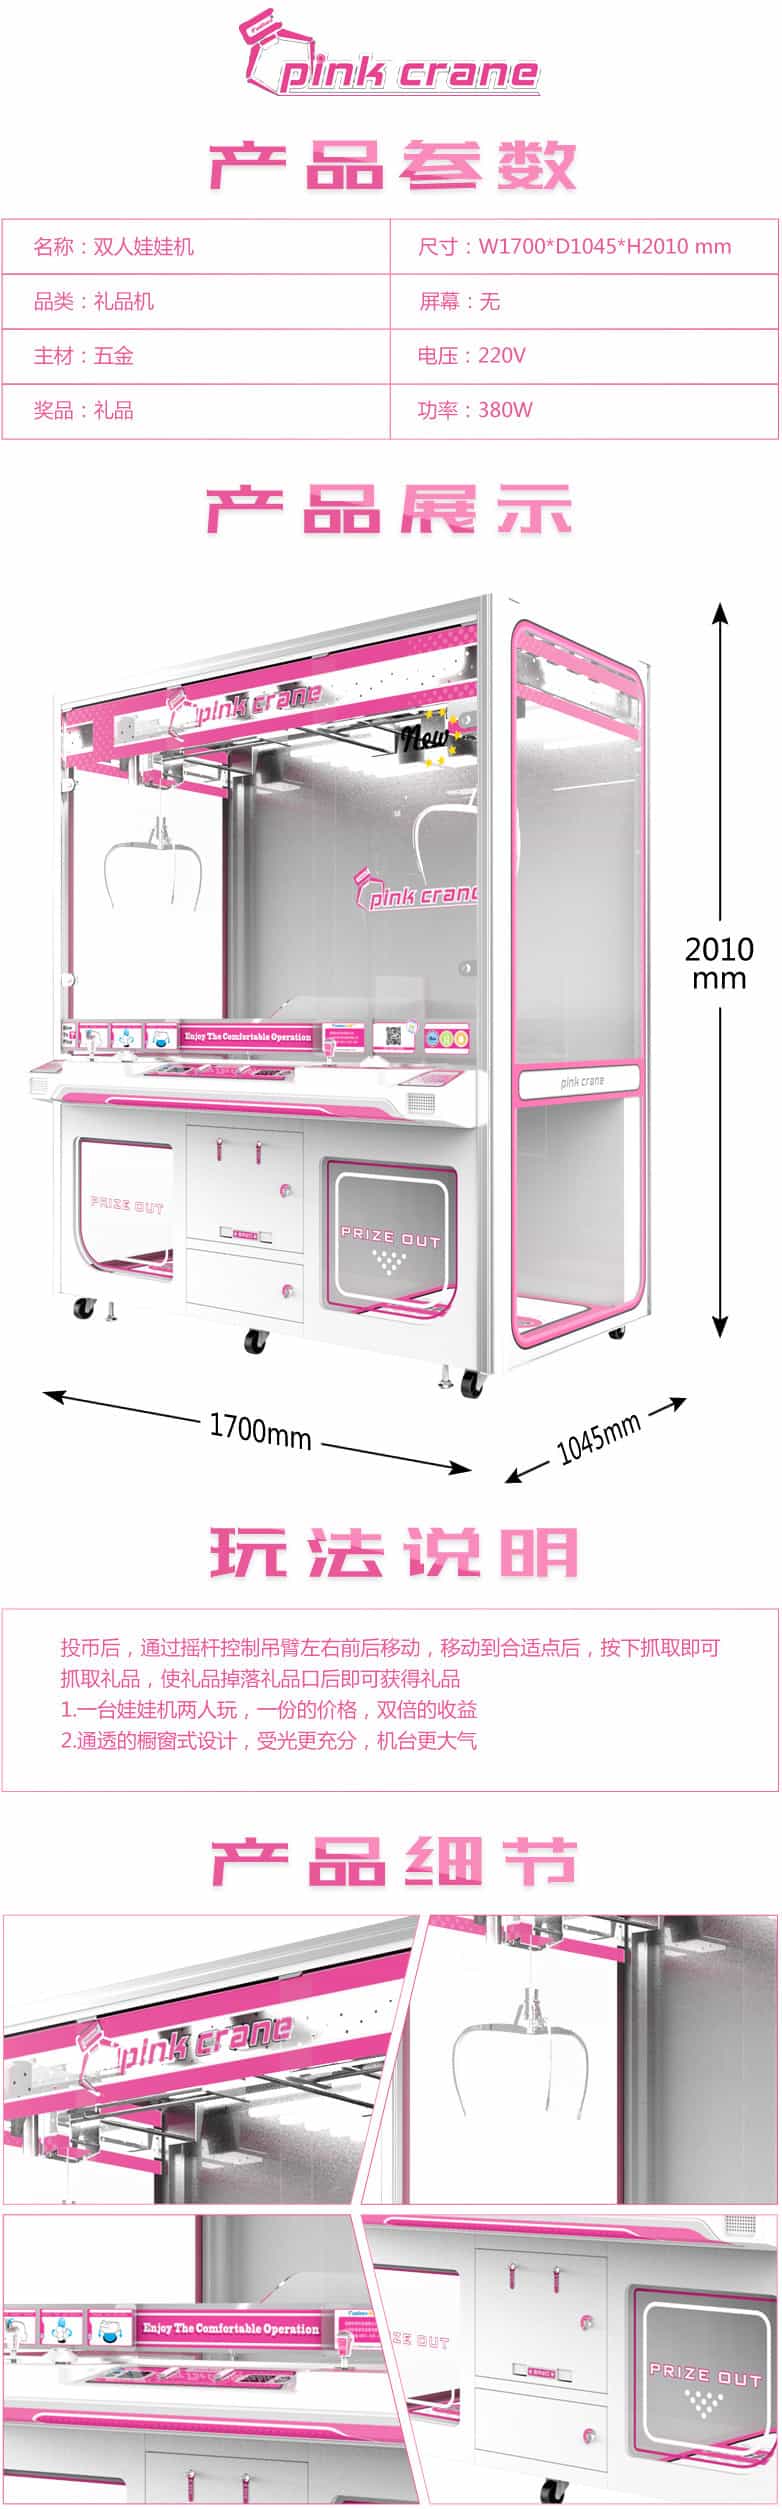 pink crane
产品参数
名称：双人娃娃机
尺寸：W1700*D1045*H2010 mm
品类：礼品机
屏幕：无
主材：五金
电压：220V
奖品：礼品
功率：380W
产品展示
pink crane
New
pink crane
Enjoy The Comfortable Operation
pink crane
PRIZE OUT
PRIZE OUT
2010
mm
1700mm
1045mm
玩法说明
投币后，通过摇杆控制吊臂左右前后移动，移动到合适点后，按下抓取即可
抓取礼品，使礼品掉落礼品口后即可获得礼品
1.一台娃娃机两人玩，一份的价格，双倍的收益
2.通透的橱窗式设计，受光更充分，机台更大气
产品细节
pink crane
Enjoy The Comfortable Operation
ZE OUT
PRIZE OUT